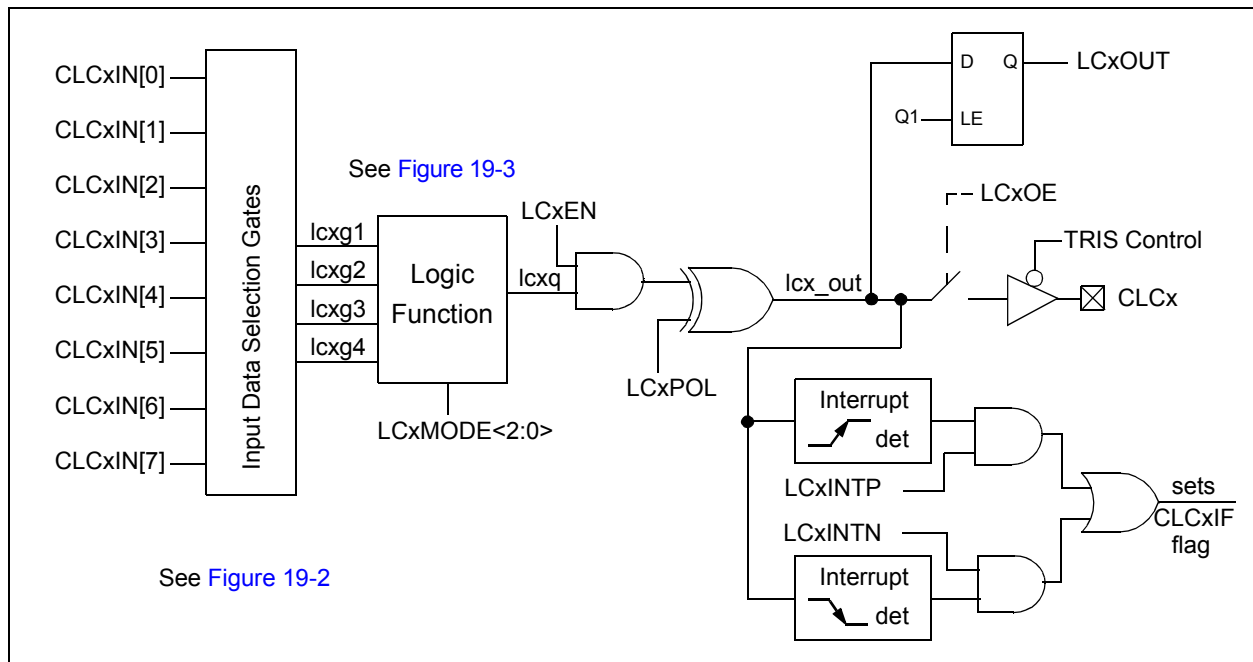 CLCxIN[0]
CLCxIN[1]
CLCxIN[2]
CLCxIN[3]
CLCxIN[4]
CLCxIN[5]
CLCxIN[6]
CLCxIN[7]
Input Data Selection Gates
See Figure 19-2
See Figure 19-3
lcxg1
lcxg2
lcxg3
lcxg4
Logic
Function
LCxMODE<2:0>
LCxEN
lcxq
LCxPOL
lcx_out
D
Q
LCxOUT
Q1
LE
LCxOE
TRIS Control
CLCx
Interrupt
det
LCxINTP
LCxINTN
Interrupt
det
sets
CLCxIF
flag